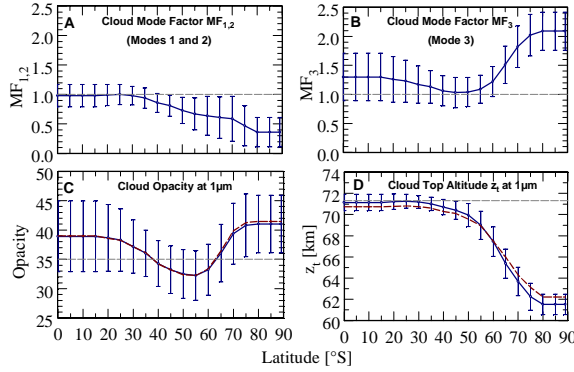 A Cloud Mode Factor MF1,2
(Modes 1 and 2)
MF1,2
2.5
2.0
1.5
1.0
0.5
0.0
B Cloud Mode Factor MF3
(Mode 3)
MF3
2.5
2.0
1.5
1.0
0.5
0.0
C Cloud Opacity at 1µm
Opacity
45
40
35
30
25
0 10 20 30 40 50 60 70 80 90
D Cloud Top Altitude zt at 1µm
zt [km]
74
72
70
68
66
64
62
60
0 10 20 30 40 50 60 70 80 90
Latitude [°S]